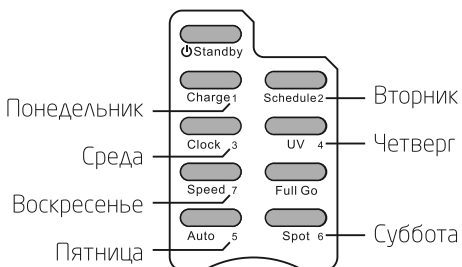 Standby
Charge 1 Schedule 2
Понедельник Вторник
Clock 3 UV 4
Среда Четверг
Speed 7 Full Go
Воскресенье
Auto 5 Spot 6
Пятница Суббота